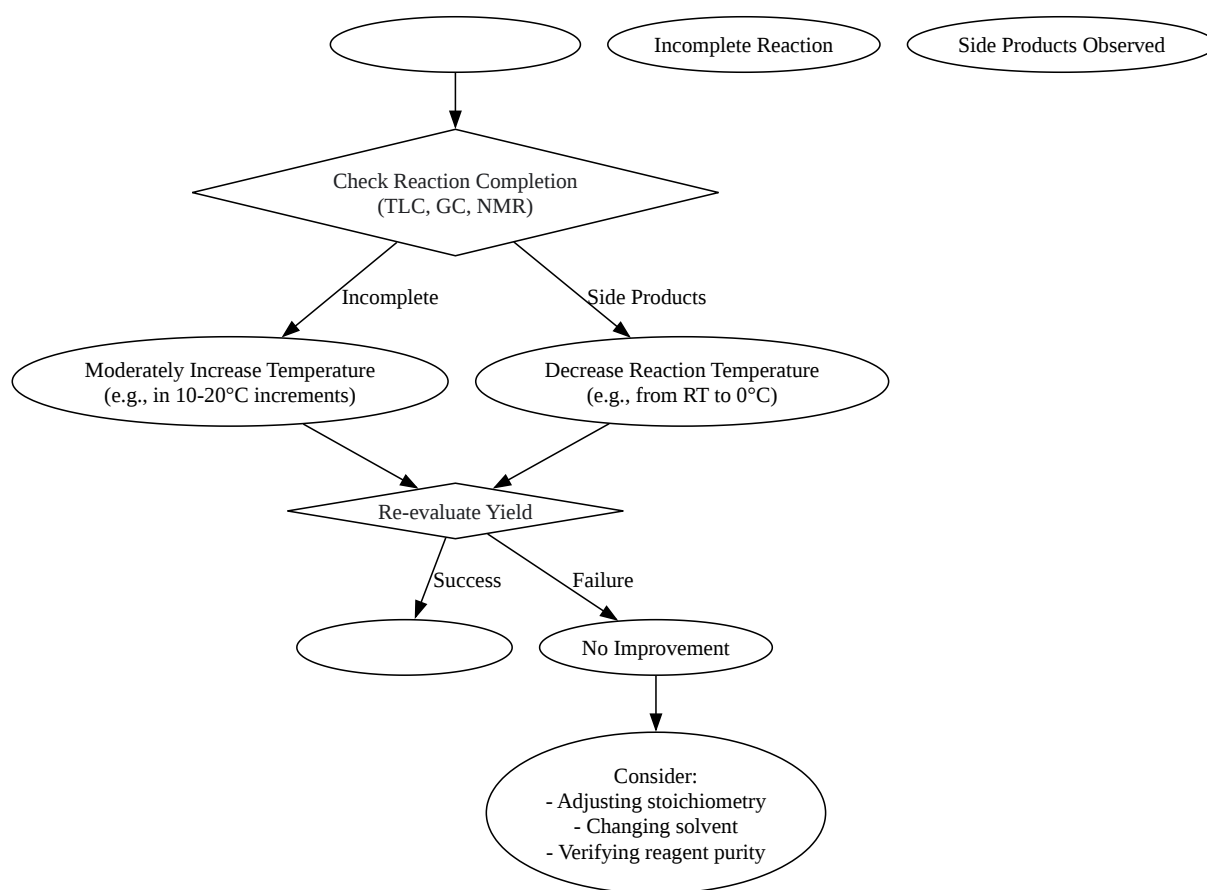 Incomplete Reaction
Side Products Observed
Check Reaction Completion
(TLC, GC, NMR)
Incomplete
Side Products
Moderately Increase Temperature
(e.g., in 10-20°C increments)
Decrease Reaction Temperature
(e.g., from RT to 0°C)
Re-evaluate Yield
Success
Failure
No Improvement
Consider:
- Adjusting stoichiometry
- Changing solvent
- Verifying reagent purity